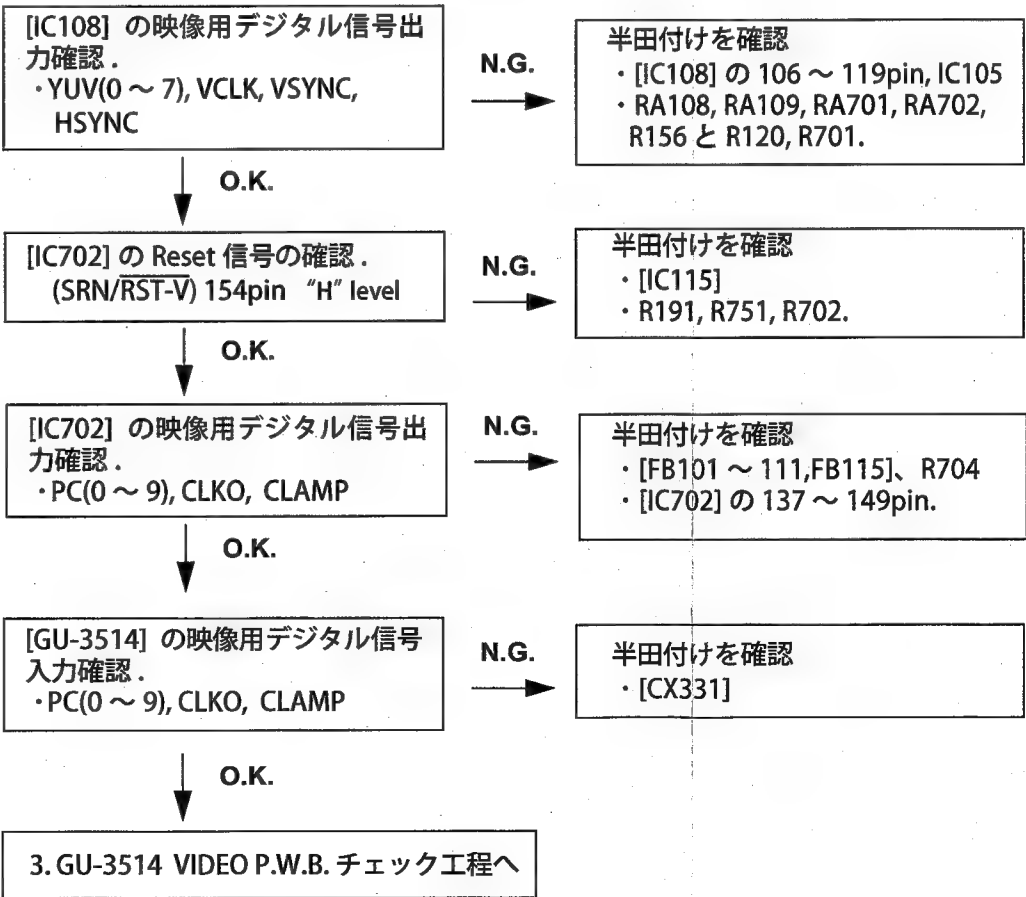 [IC108] の映像用デジタル信号出
力確認 .
・YUV(0 ～ 7), VCLK, VSYNC,
HSYNC
N.G.
半田付けを確認
・[IC108] の 106 ～ 119pin, IC105
・RA108, RA109, RA701, RA702,
R156 と R120, R701.
O.K.
[IC702] の Reset 信号の確認 .
(SRN/RST-V) 154pin “H” level
N.G.
半田付けを確認
・[IC115]
・R191, R751, R702.
O.K.
[IC702] の映像用デジタル信号出
力確認 .
・PC(0 ～ 9), CLKO, CLAMP
N.G.
半田付けを確認
・[FB101 ～ 111,FB115]、R704
・[IC702] の 137 ～ 149pin.
O.K.
[GU-3514] の映像用デジタル信号
入力確認 .
・PC(0 ～ 9), CLKO, CLAMP
N.G.
半田付けを確認
・[CX331]
O.K.
3. GU-3514 VIDEO P.W.B. チェック工程へ